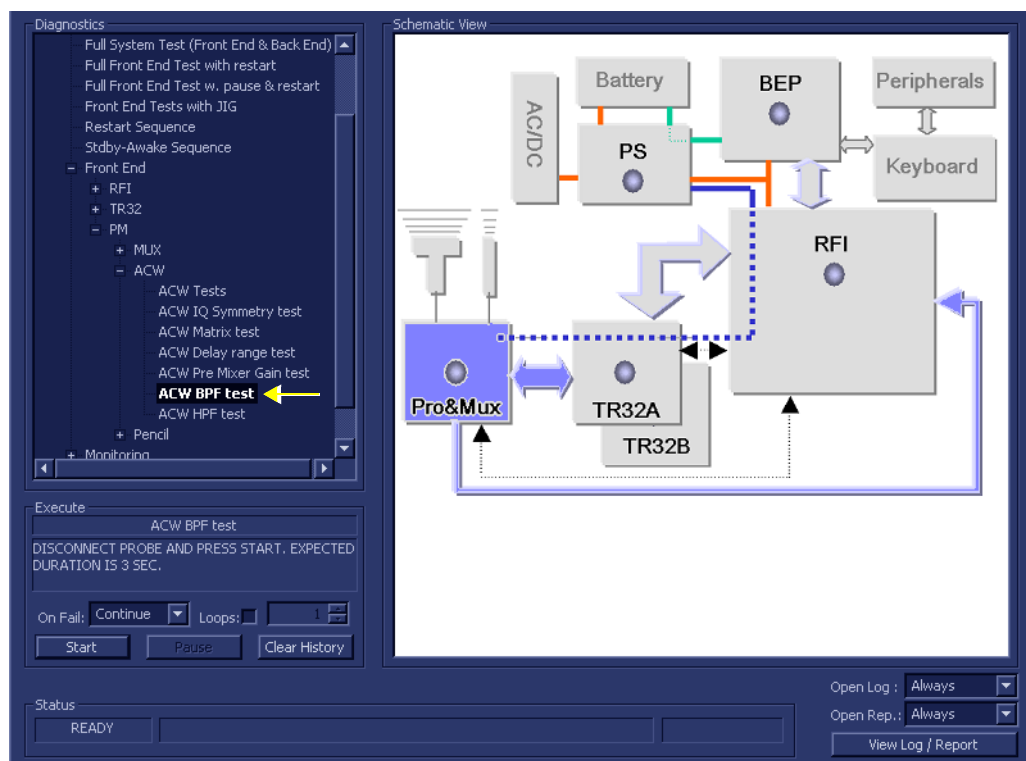 Diagnostics
Full System Test (Front End & Back End)
Full Front End Test with restart
Full Front End Test w. pause & restart
Front End Tests with JIG
Restart Sequence
Stdby-Awake Sequence
Front End
RFI
TR32
PM
MUX
ACW
ACW Tests
ACW IQ Symmetry test
ACW Matrix test
ACW Delay range test
ACW Pre Mixer Gain test
ACW BPF test
ACW HPF test
Pencil
Monitoring
Execute
ACW BPF test
DISCONNECT PROBE AND PRESS START. EXPECTED
DURATION IS 3 SEC.
On Fail: Continue Loops: 1
Start Pause Clear History
Schematic View
Battery
BEP
Peripherals
AC/DC
PS
Keyboard
RFI
Pro&Mux
TR32A
TR32B
Status
READY
Open Log : Always
Open Rep.: Always
View Log / Report